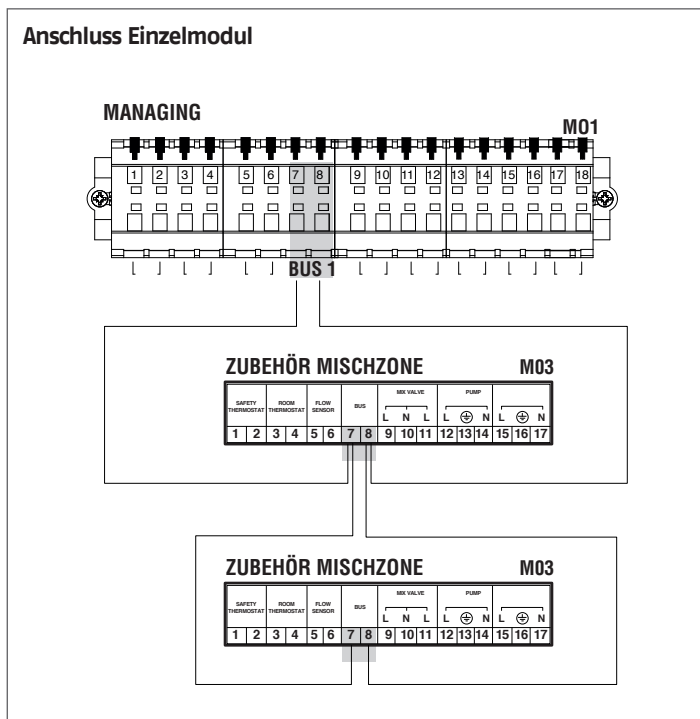 Anschluss Einzelmodul
MANAGING
M01
1 2 3 4 5 6 7 8 9 10 11 12 13 14 15 16 17 18
BUS 1
ZUBEHÖR MISCHZONE M03
SAFETY THERMOSTAT ROOM THERMOSTAT FLOW SENSOR BUS MIX VALVE PUMP
L N L L N L N
1 2 3 4 5 6 7 8 9 10 11 12 13 14 15 16 17
ZUBEHÖR MISCHZONE M03
SAFETY THERMOSTAT ROOM THERMOSTAT FLOW SENSOR BUS MIX VALVE PUMP
L N L L N L N
1 2 3 4 5 6 7 8 9 10 11 12 13 14 15 16 17